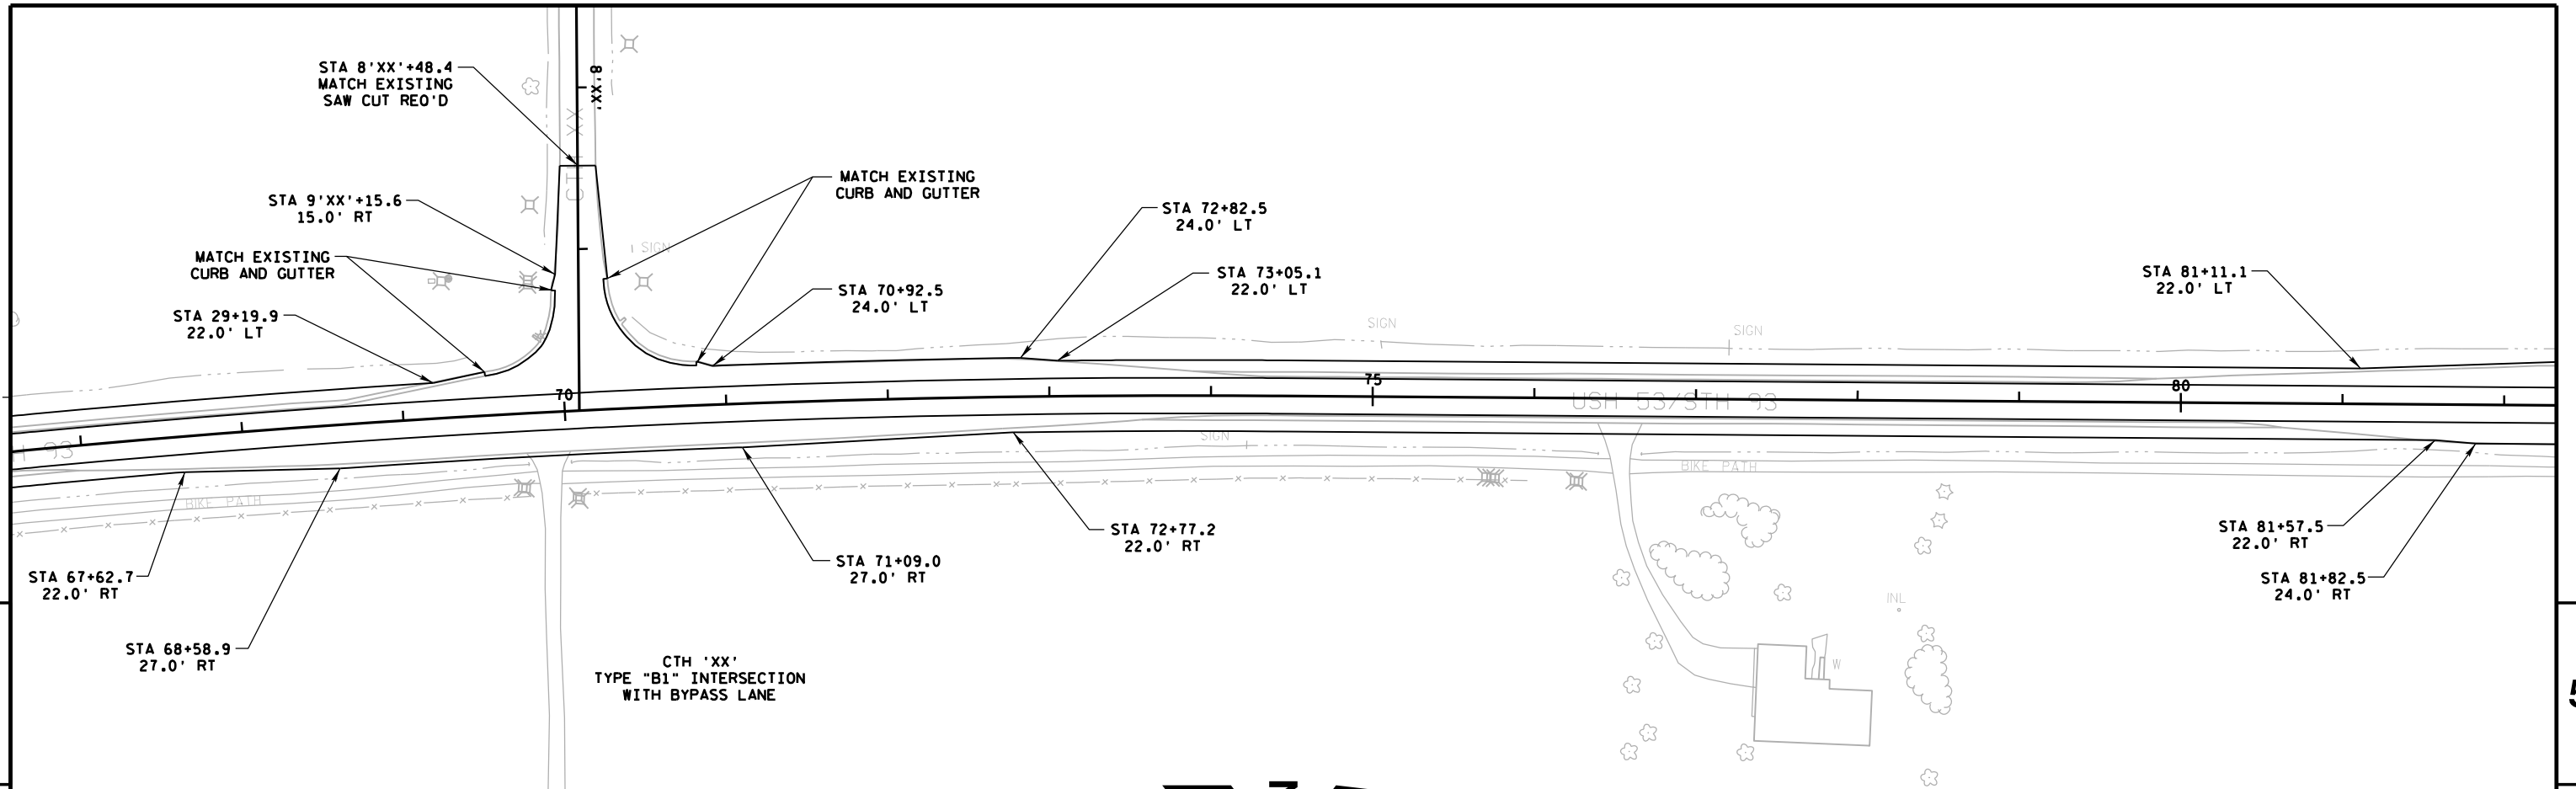 STA 8'XX'+48.4
MATCH EXISTING
SAW CUT REQ'D
8'XX'
XX
CTH
STA 9'XX'+15.6
15.0' RT
MATCH EXISTING
CURB AND GUTTER
MATCH EXISTING
CURB AND GUTTER
SIGN
STA 29+19.9
22.0' LT
STA 70+92.5
24.0' LT
STA 72+82.5
24.0' LT
STA 73+05.1
22.0' LT
STA 81+11.1
22.0' LT
SIGN
SIGN
70
75
80
USH 53/STH 93
93
SIGN
BIKE PATH
BIKE PATH
STA 67+62.7
22.0' RT
STA 68+58.9
27.0' RT
STA 71+09.0
27.0' RT
STA 72+77.2
22.0' RT
STA 81+57.5
22.0' RT
STA 81+82.5
24.0' RT
INL
W
CTH 'XX'
TYPE "B1" INTERSECTION
WITH BYPASS LANE